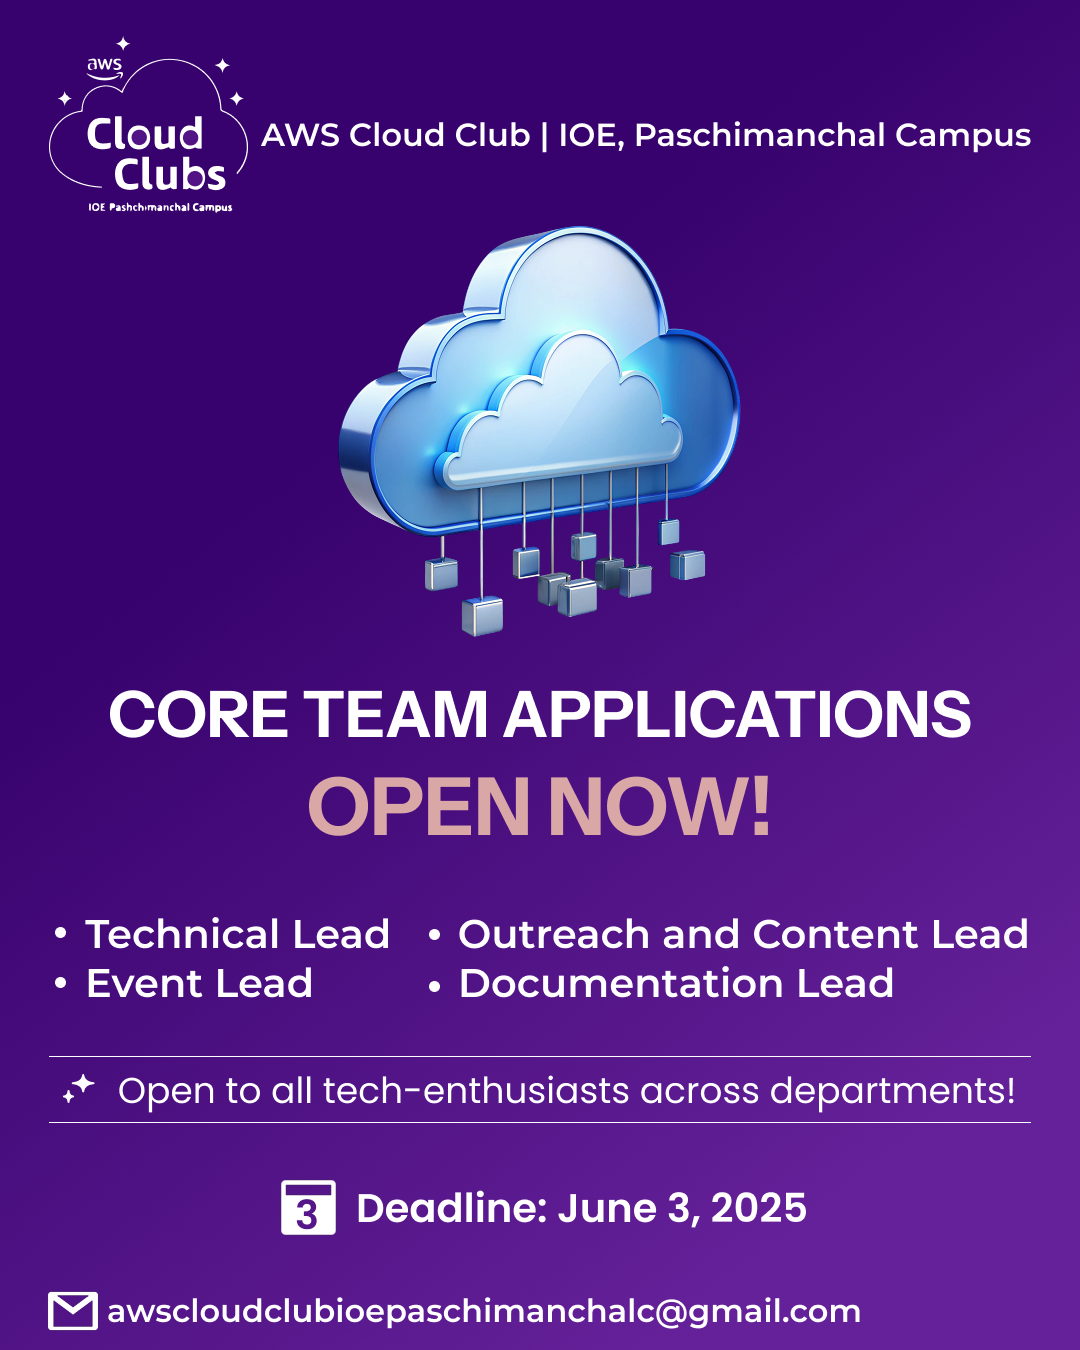 aws
Cloud
Clubs
IOE Pashchimanchal Campus
AWS Cloud Club | IOE, Paschimanchal Campus
CORE TEAM APPLICATIONS
OPEN NOW!
• Technical Lead
• Event Lead
• Outreach and Content Lead
• Documentation Lead
Open to all tech-enthusiasts across departments!
3
Deadline: June 3, 2025
awscloudclubioepaschimanchalc@gmail.com